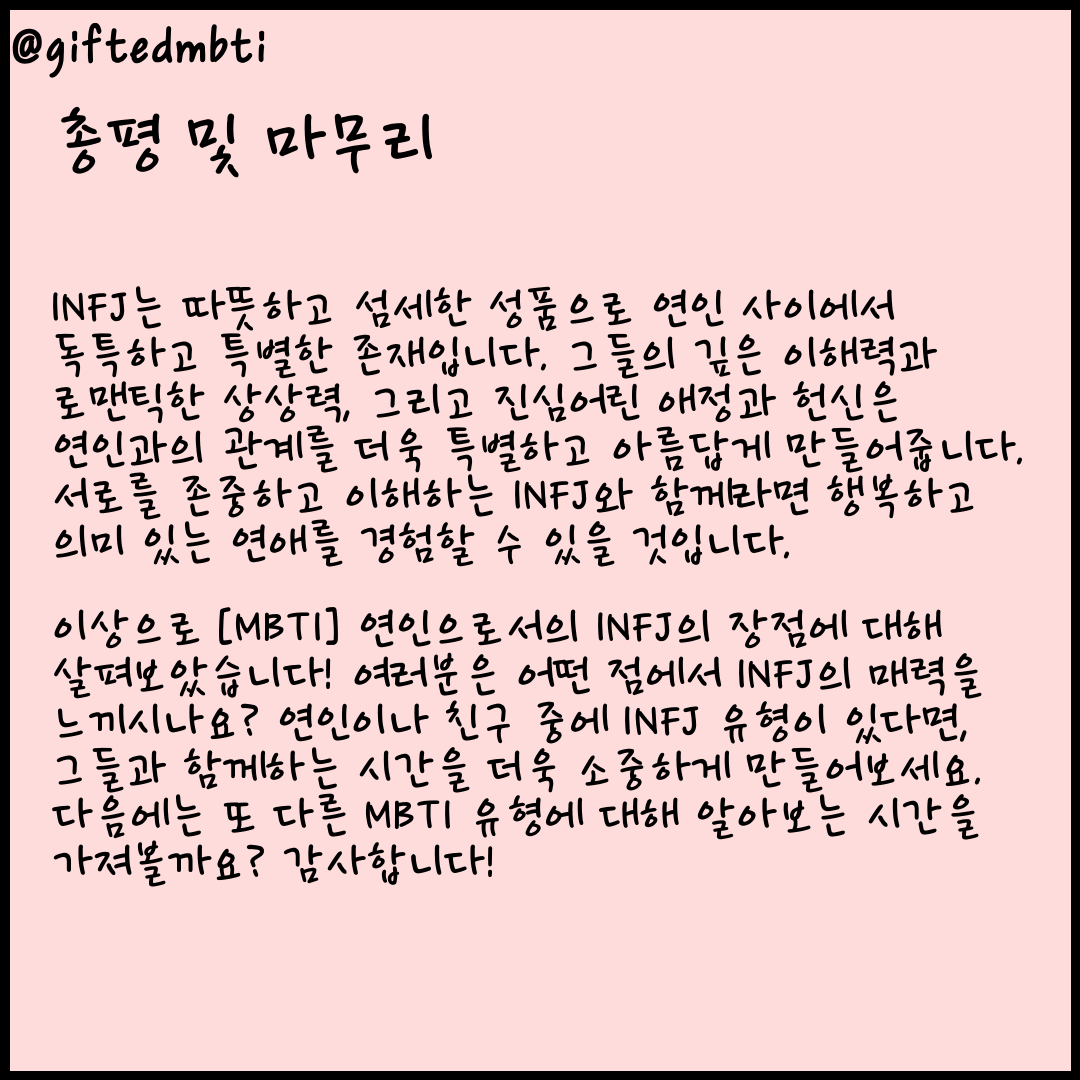 @giftedmbti
총평 및 마무리
INFJ는 따뜻하고 섬세한 성품으로 연인 사이에서
독특하고 특별한 존재입니다. 그들의 깊은 이해력과
로맨틱한 상상력, 그리고 진심어린 애정과 헌신은
연인과의 관계를 더욱 특별하고 아름답게 만들어줍니다.
서로를 존중하고 이해하는 INFJ와 함께라면 행복하고
의미 있는 연애를 경험할 수 있을 것입니다.
이상으로 [MBTI] 연인으로서의 INFJ의 장점에 대해
살펴보았습니다! 여러분은 어떤 점에서 INFJ의 매력을
느끼시나요? 연인이나 친구 중에 INFJ 유형이 있다면,
그들과 함께하는 시간을 더욱 소중하게 만들어보세요.
다음에는 또 다른 MBTI 유형에 대해 알아보는 시간을
가져볼까요? 감사합니다!